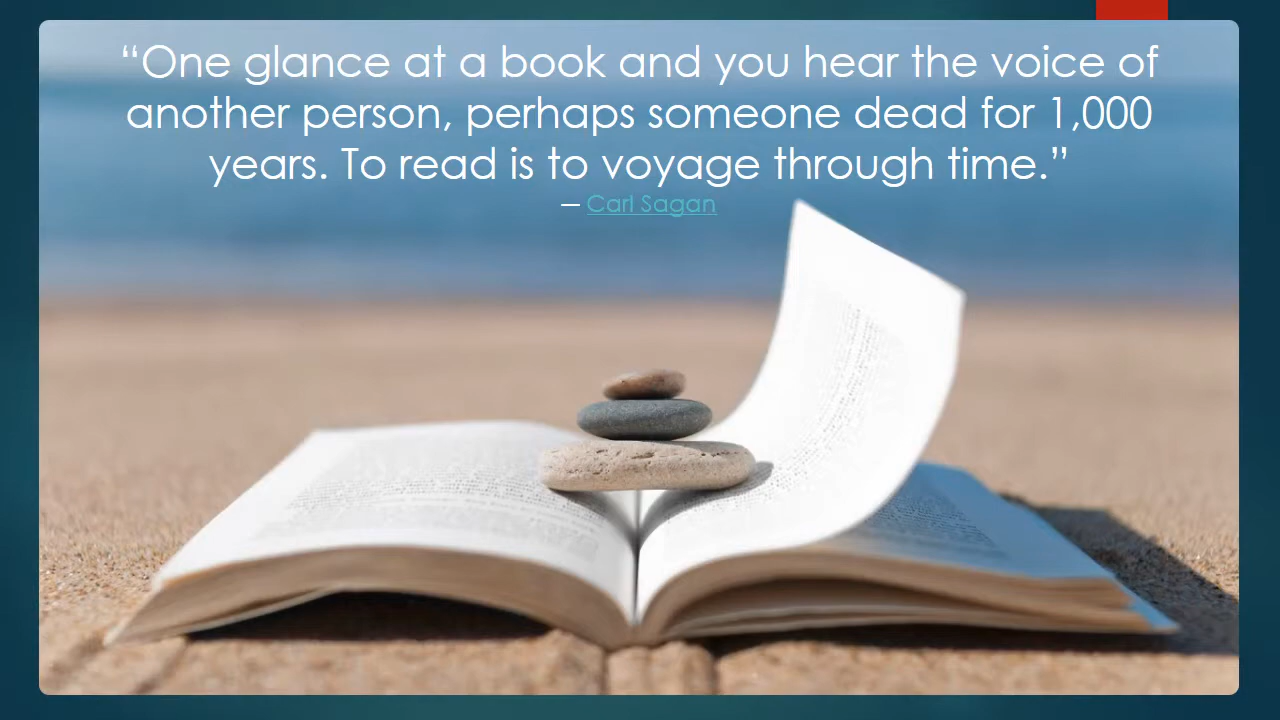 “One glance at a book and you hear the voice of
another person, perhaps someone dead for 1,000
years. To read is to voyage through time.”
― Carl Sagan